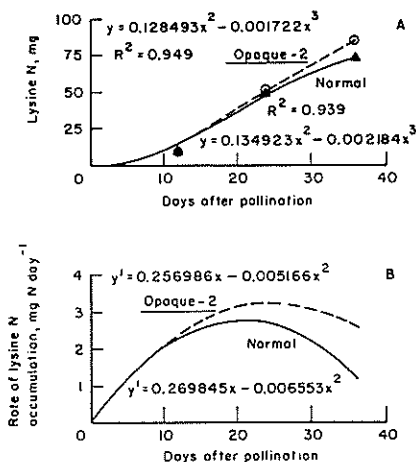 y=0.128493x² -0.001722x³
A
R²=0.949
Opaque-2
Normal
R²=0.939
y=0.134923x² -0.002184x³
Lysine N, mg
100
75
50
25
0 10 20 30 40
Days after pollination
y'=0.256986x - 0.005166x²
B
Opaque-2
Normal
y'=0.269845x - 0.006553x²
Rate of lysine N
accumulation, mg N day⁻¹
4
3
2
1
0 10 20 30 40
Days after pollination